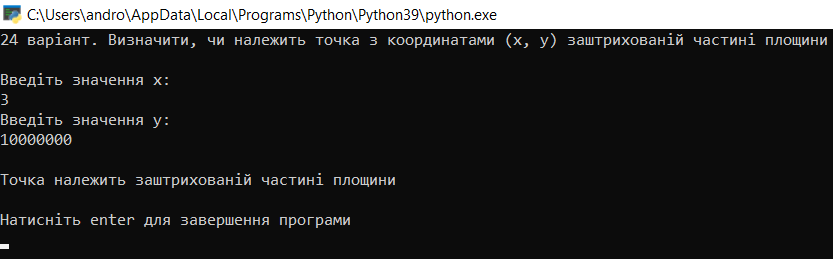 C:\Users\andro\AppData\Local\Programs\Python\Python39\python.exe
24 варіант. Визначити, чи належить точка з координатами (x, y) заштрихованій частині площини
Введіть значення x:
3
Введіть значення y:
10000000
Точка належить заштрихованій частині площини
Натисніть enter для завершення програми